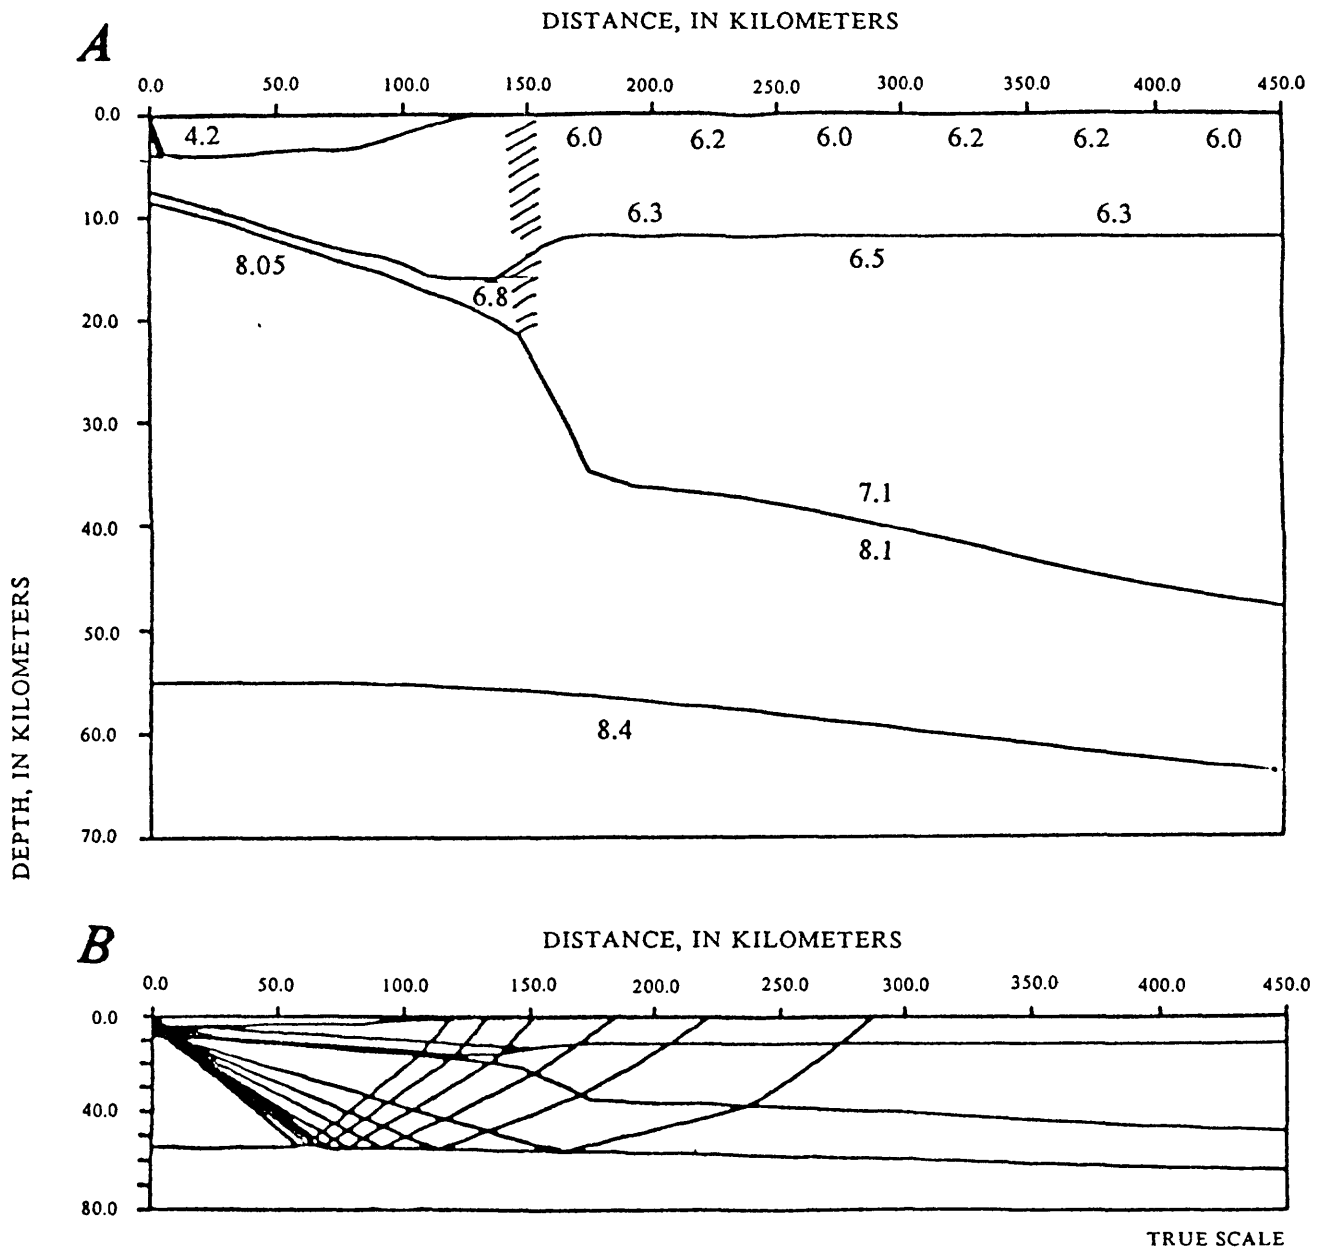 A
DISTANCE, IN KILOMETERS
0.0 50.0 100.0 150.0 200.0 250.0 300.0 350.0 400.0 450.0
0.0
4.2 6.0 6.2 6.0 6.2 6.2 6.0
10.0 6.3 6.3
8.05 6.5
6.8
20.0
30.0
7.1
40.0
8.1
50.0
60.0 8.4
70.0
DEPTH, IN KILOMETERS
B
DISTANCE, IN KILOMETERS
0.0 50.0 100.0 150.0 200.0 250.0 300.0 350.0 400.0 450.0
0.0
40.0
80.0
TRUE SCALE